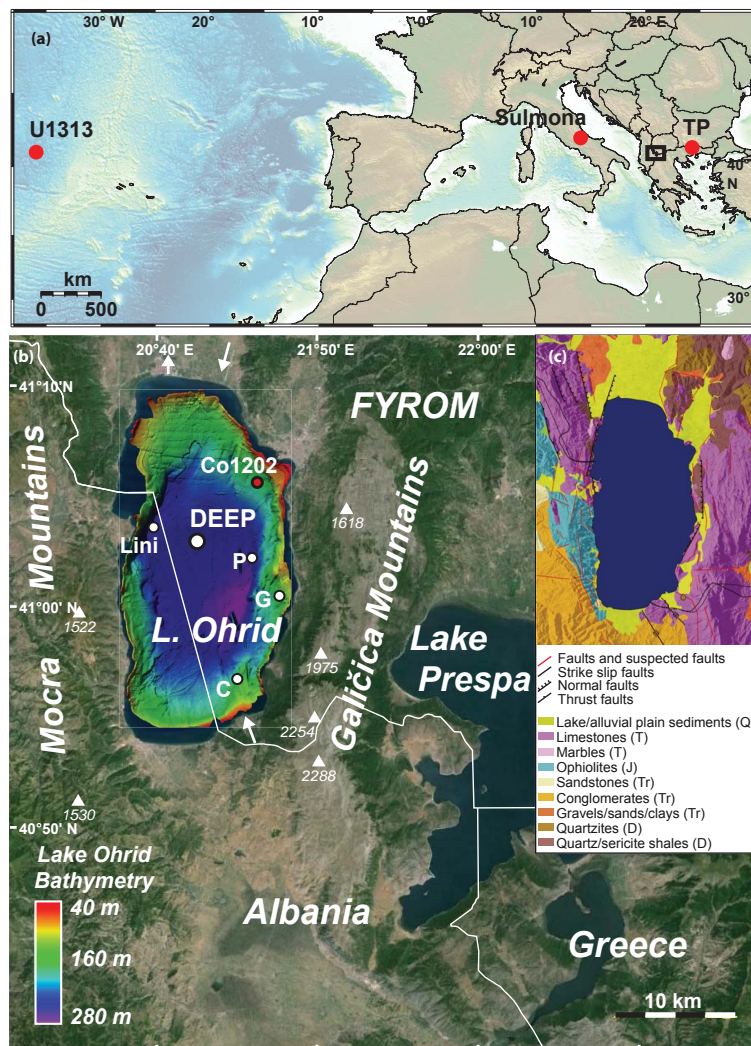 (a)
30° W
20°
10°
0°
10°
20° E
U1313
Sulmona
TP
40°
N
km
0 500
30°
(b)
20°40' E
21°50' E
22°00' E
(c)
41°10'N
FYROM
Co1202
DEEP
Lini
P
G
C
1618
41°00' N
1522
L. Ohrid
Mocra Mountains
Galičica Mountains
1975
Lake
Prespa
2254
2288
1530
40°50' N
Faults and suspected faults
Strike slip faults
Normal faults
Thrust faults
Lake/alluvial plain sediments (Q
Limestones (T)
Marbles (T)
Ophiolites (J)
Sandstones (Tr)
Conglomerates (Tr)
Gravels/sands/clays (Tr)
Quartzites (D)
Quartz/sericite shales (D)
Lake Ohrid
Bathymetry
40 m
160 m
280 m
Albania
Greece
10 km